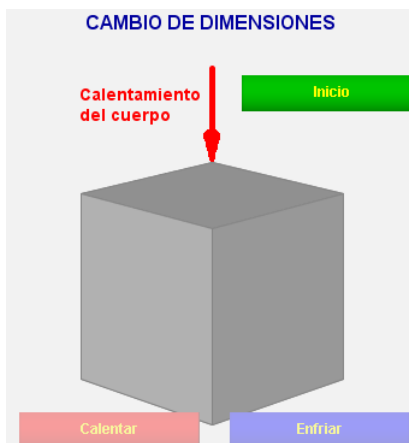 CAMBIO DE DIMENSIONES
Calentamiento
del cuerpo
Inicio
Calentar
Enfriar